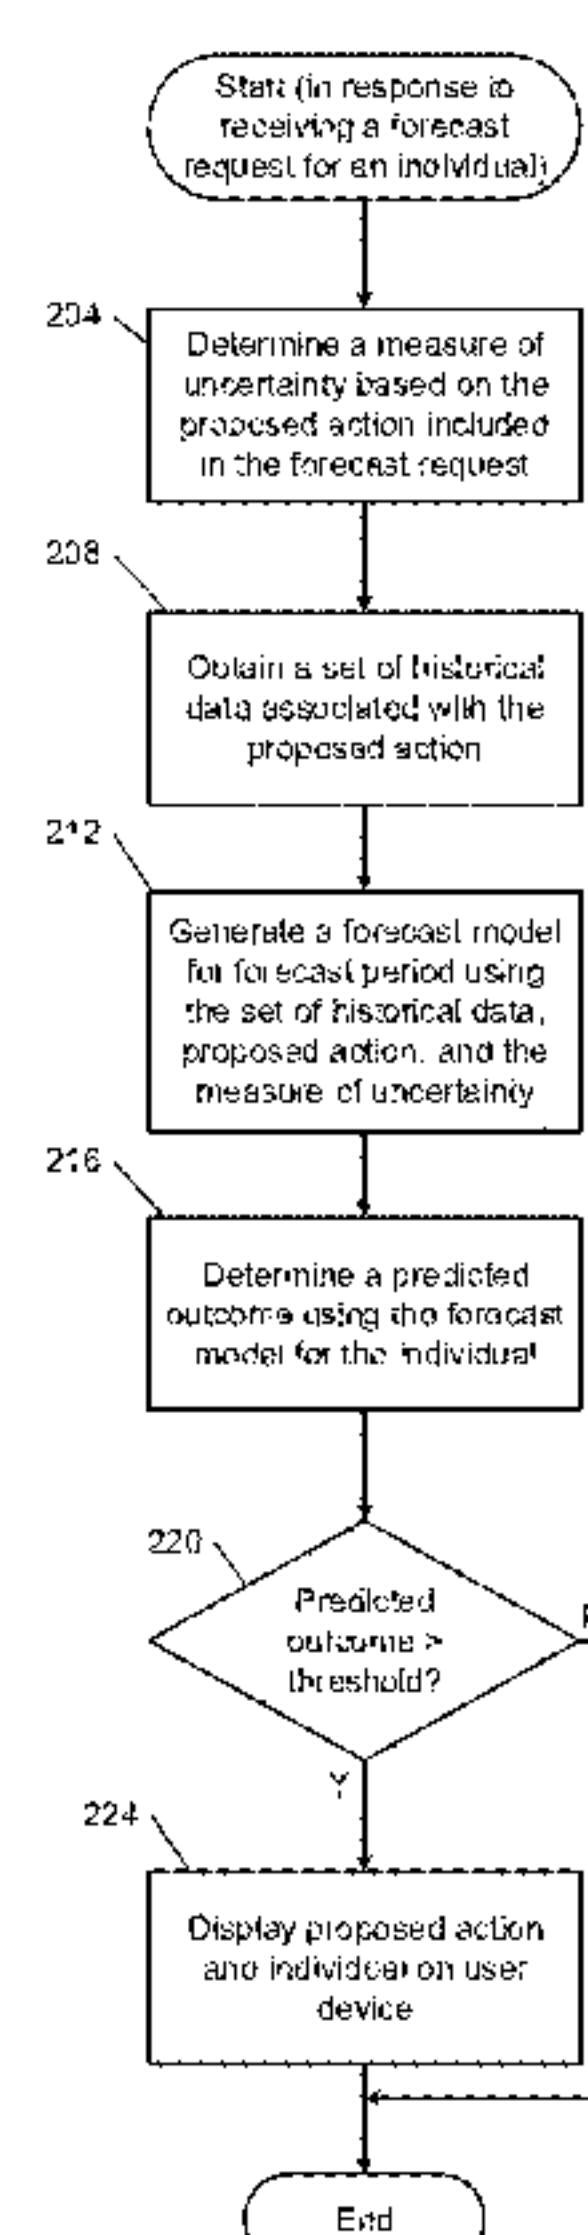 Start (in response to
receiving a forecast
request for an individual)
204
Determine a measure of
uncertainty based on the
proposed action included
in the forecast request
208
Obtain a set of historical
data associated with the
proposed action
212
Generate a forecast model
for forecast period using
the set of historical data,
proposed action, and the
measure of uncertainty
216
Determine a predicted
outcome using the forecast
model for the individual
220
Predicted
outcome >
threshold?
Y
224
Display proposed action
and individual on user
device
End